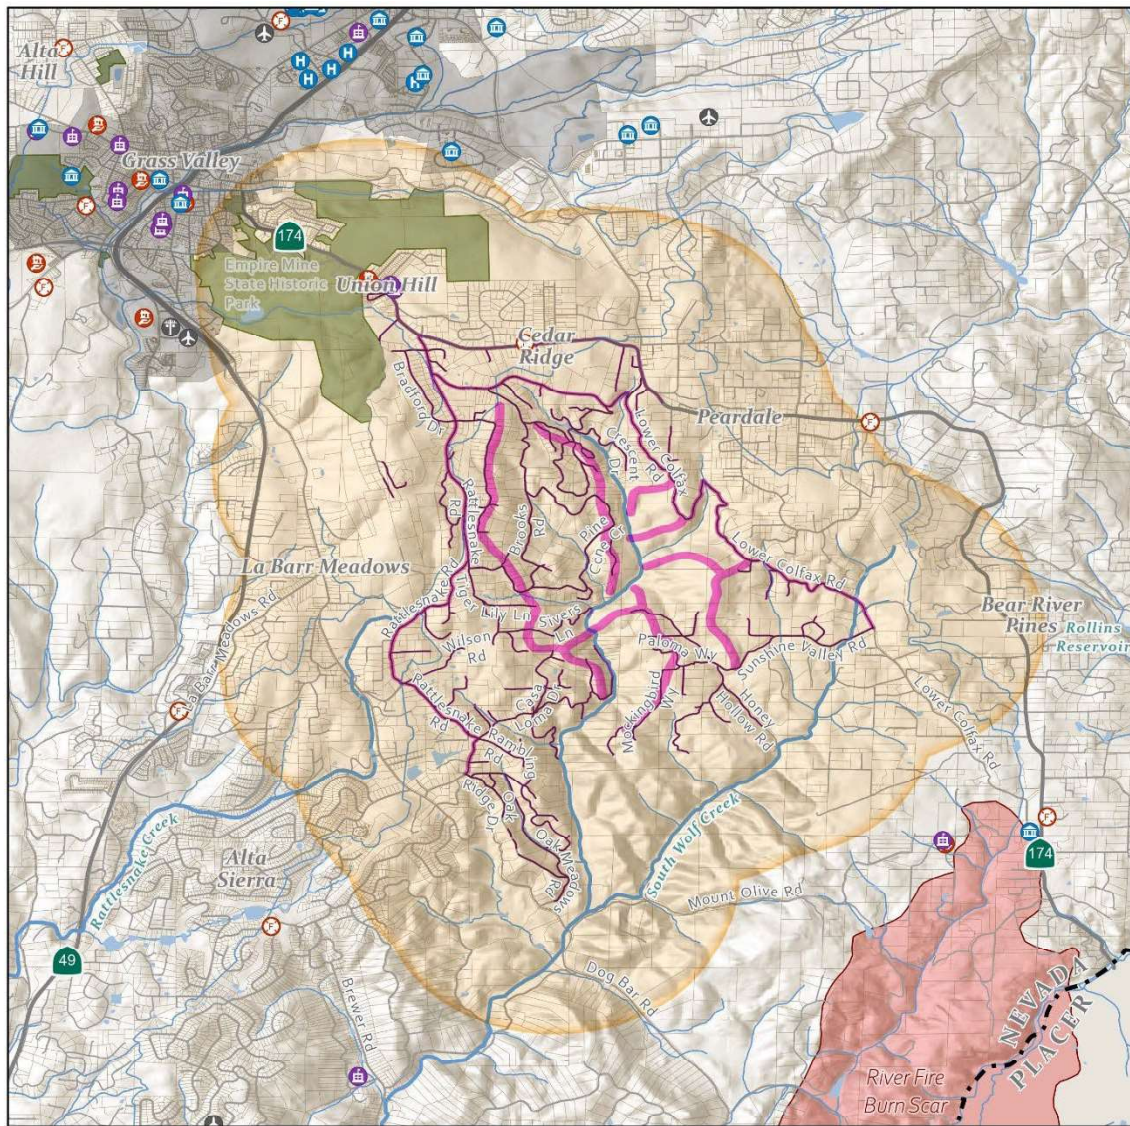 Alta
Hill
Grass Valley
174
Empire Mine
State Historic
Park
Union Hill
Cedar
Ridge
Peardale
Bradford Dr
Lower Colfax
Rd
Crescent
Dr
Rattlesnake
Rd
Brooks
Rd
Pine
Cone Cr
Lower Colfax Rd
La Barr Meadows
Rattlesnake Rd
Tiger Lily Ln
Sivers
Ln
Bear River
Pines
Rollins
Reservoir
La Barr Meadows Rd
Wilson
Rd
Paloma Wy
Sunshine Valley Rd
Rattlesnake
Rd
Casa
Loma Dr
Mockingbird
Wy
Honey
Hollow Rd
Lower Colfax Rd
Rambling
Rd
Oak
Ridge Dr
Rattlesnake Creek
Alta
Sierra
Oak Meadows
Rd
South Wolf Creek
Mount Olive Rd
174
49
Dog Bar Rd
Brewer Rd
NEVADA
PLACER
River Fire
Burn Scar
F
F
H
H
H
H
H
F
F
F
F
F
F
F
F